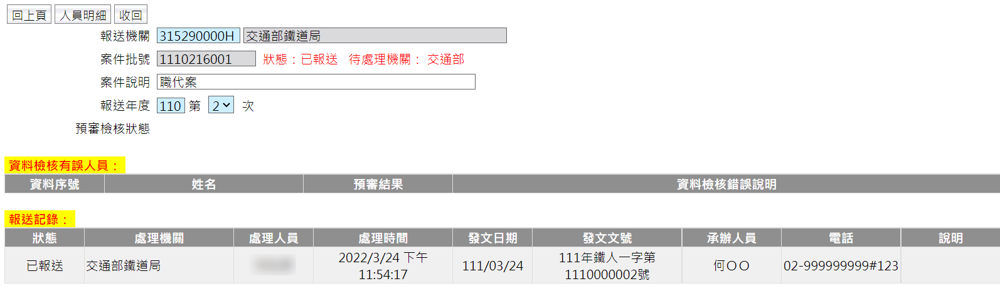 回上頁 人員明細 收回
報送機關 315290000H 交通部鐵道局
案件批號 1110216001 狀態：已報送 待處理機關： 交通部
案件說明 職代案
報送年度 110 第 2 次
預審檢核狀態
資料檢核有誤人員：
資料序號 姓名 預審結果 資料檢核錯誤說明
報送記錄：
狀態 處理機關 處理人員 處理時間 發文日期 發文文號 承辦人員 電話 說明
已報送 交通部鐵道局 2022/3/24 下午 11:54:17 111/03/24 111年鐵人一字第 1110000002號 何ＯＯ 02-999999999#123